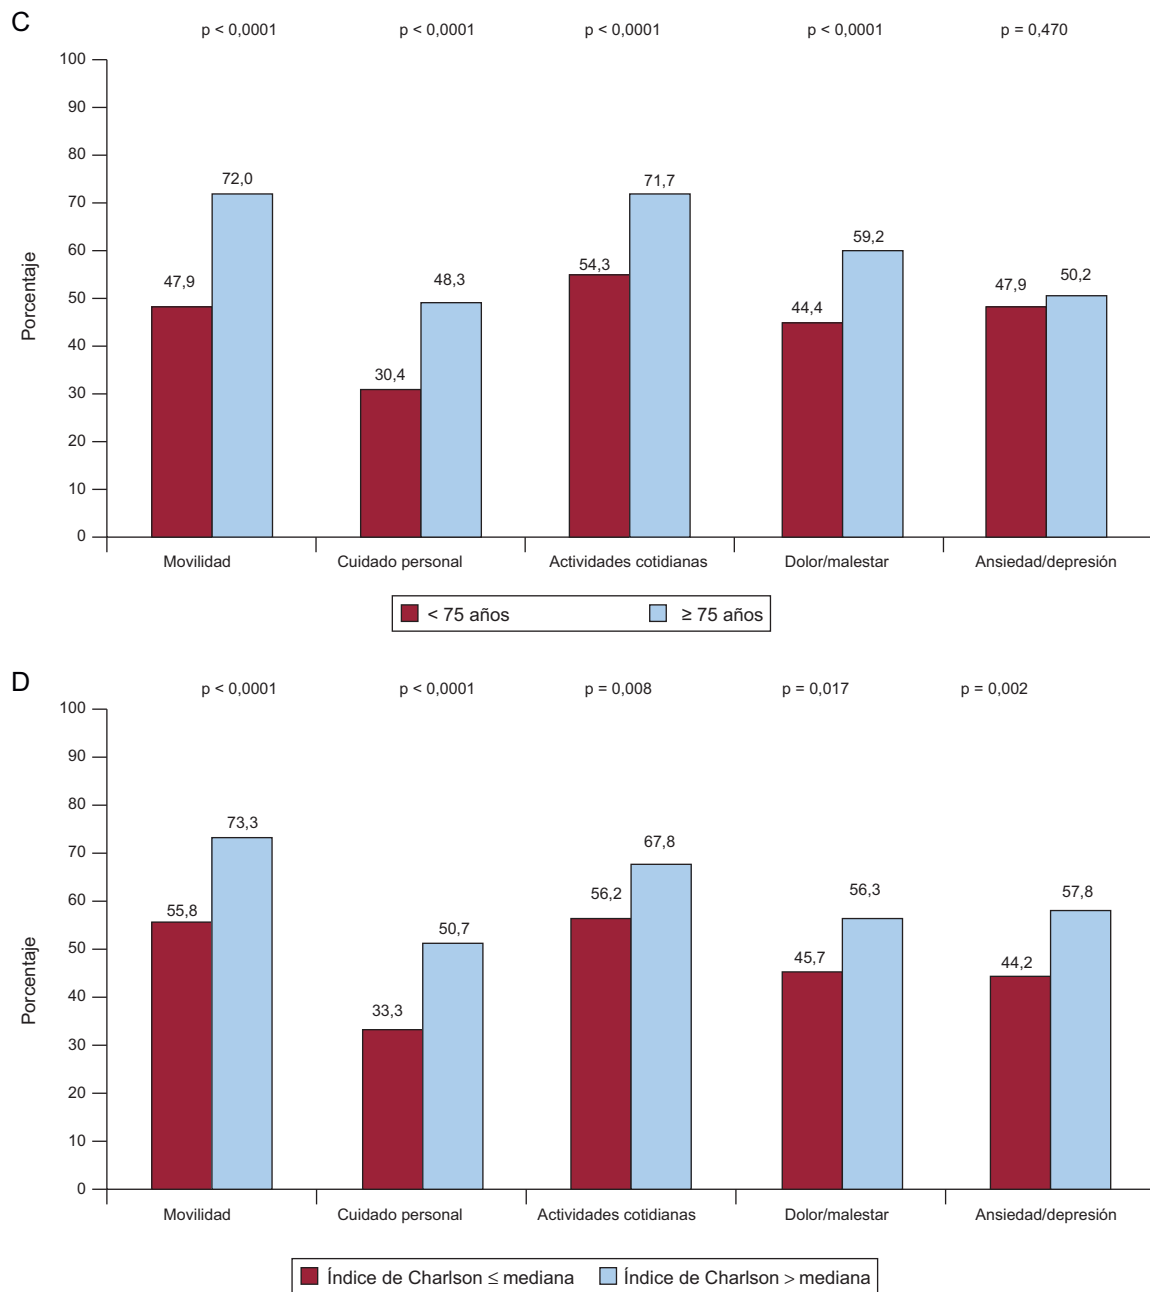 C
p < 0,0001 p < 0,0001 p < 0,0001 p < 0,0001 p = 0,470
100
90
80
70
60
50
40
30
20
10
0
Porcentaje
47,9 72,0 30,4 48,3 54,3 71,7 44,4 59,2 47,9 50,2
Movilidad Cuidado personal Actividades cotidianas Dolor/malestar Ansiedad/depresión
< 75 años ≥ 75 años
D
p < 0,0001 p < 0,0001 p = 0,008 p = 0,017 p = 0,002
100
90
80
70
60
50
40
30
20
10
0
Porcentaje
55,8 73,3 33,3 50,7 56,2 67,8 45,7 56,3 44,2 57,8
Movilidad Cuidado personal Actividades cotidianas Dolor/malestar Ansiedad/depresión
Índice de Charlson ≤ mediana Índice de Charlson > mediana